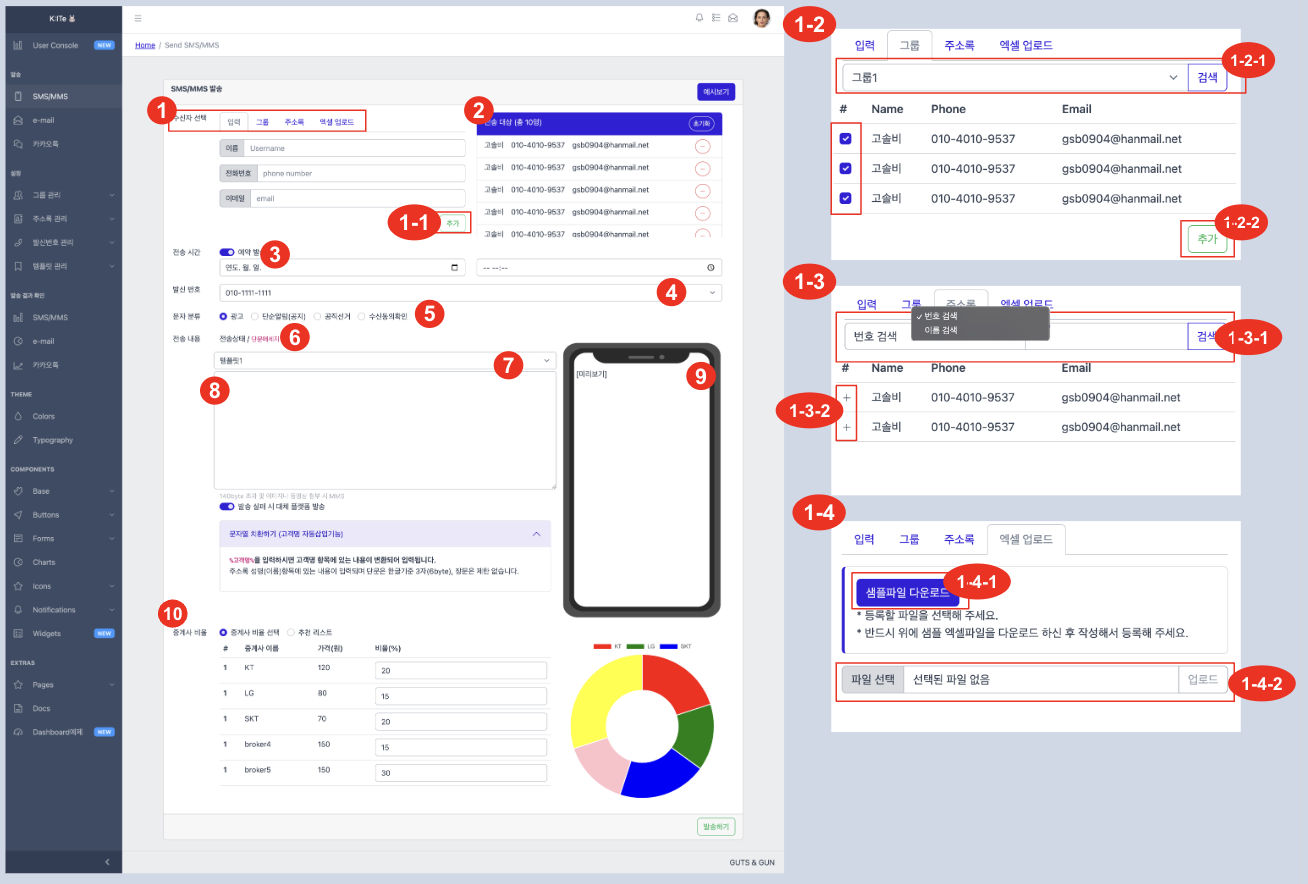 K:ITe
User Console NEW
발송
SMS/MMS
e-mail
카카오톡
설정
그룹 관리
주소록 관리
발신번호 관리
템플릿 관리
발송 결과 확인
SMS/MMS
e-mail
카카오톡
THEME
Colors
Typography
COMPONENTS
Base
Buttons
Forms
Charts
Icons
Notifications
Widgets NEW
EXTRAS
Pages
Docs
Dashboard예제 NEW
Home / Send SMS/MMS
SMS/MMS 발송
예시보기
1
수신자 선택
입력 그룹 주소록 엑셀 업로드
이름 Username
전화번호 phone number
이메일 email
1-1
추가
2
전송 대상 (총 10명) 초기화
고솔비 010-4010-9537 gsb0904@hanmail.net
고솔비 010-4010-9537 gsb0904@hanmail.net
고솔비 010-4010-9537 gsb0904@hanmail.net
고솔비 010-4010-9537 gsb0904@hanmail.net
고솔비 010-4010-9537 gsb0904@hanmail.net
전송 시간 예약 발 3
연도. 월. 일. -- --:--
발신 번호 010-1111-1111 4
문자 분류 광고 단순알림(공지) 공직선거 수신동의확인 5
전송 내용 전송상태 / 단문메시지 6
템플릿1 7
8
9
[미리보기]
140byte 초과 및 이미지나 동영상 첨부 시 MMS
발송 실패 시 대체 플랫폼 발송
문자열 치환하기 (고객명 자동삽입기능)
%고객명%을 입력하시면 고객명 항목에 있는 내용이 변환되어 입력됩니다.
주소록 성명(이름)항목에 있는 내용이 입력되며 단문은 한글기준 3자(6byte), 장문은 제한 없습니다.
10
중계사 비율 중계사 비율 선택 추천 리스트
# 중계사 이름 가격(원) 비율(%)
1 KT 120 20
1 LG 80 15
1 SKT 70 20
1 broker4 150 15
1 broker5 150 30
KT LG SKT
발송하기
GUTS & GUN
1-2
입력 그룹 주소록 엑셀 업로드
그룹1 검색
1-2-1
# Name Phone Email
고솔비 010-4010-9537 gsb0904@hanmail.net
고솔비 010-4010-9537 gsb0904@hanmail.net
고솔비 010-4010-9537 gsb0904@hanmail.net
추가
1-2-2
1-3
입력 그룹 주소록 엑셀 업로드
✓ 번호 검색
이름 검색
번호 검색 검색
1-3-1
# Name Phone Email
1-3-2
+ 고솔비 010-4010-9537 gsb0904@hanmail.net
+ 고솔비 010-4010-9537 gsb0904@hanmail.net
1-4
입력 그룹 주소록 엑셀 업로드
샘플파일 다운로드
1-4-1
* 등록할 파일을 선택해 주세요.
* 반드시 위에 샘플 엑셀파일을 다운로드 하신 후 작성해서 등록해 주세요.
파일 선택 선택된 파일 없음 업로드
1-4-2